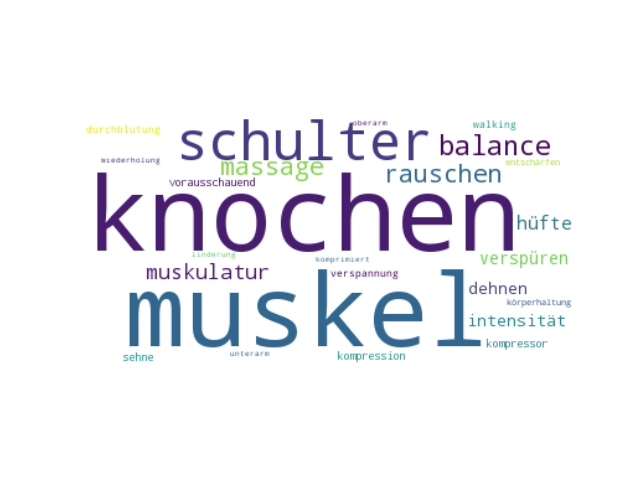 durchblutung
oberarm
walking
schulter
balance
wiederholung
massage
rauschen
entschärfen
vorausschauend
knochen
hüfte
linderung
komprimiert
verspüren
muskulatur
verspannung
muskel
dehnen
körperhaltung
intensität
kompressor
sehne
unterarm
kompression